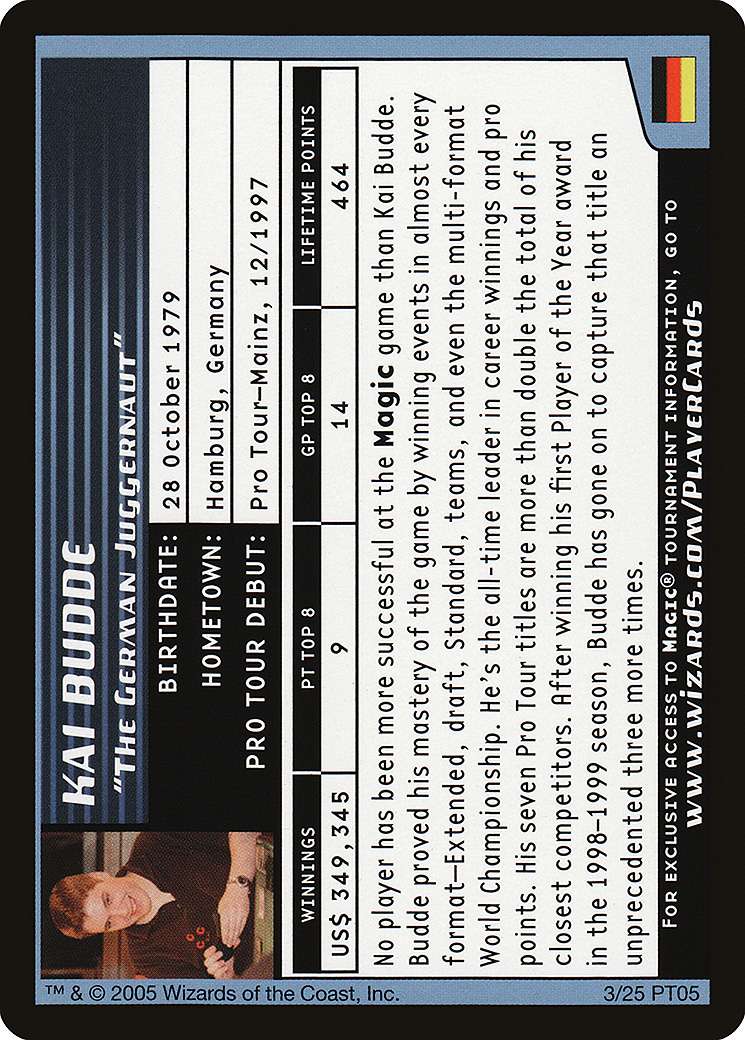 KAI BUDDE
"THE GERMAN JUGGERNAUT"
BIRTHDATE: 28 October 1979
HOMETOWN: Hamburg, Germany
PRO TOUR DEBUT: Pro Tour—Mainz, 12/1997
WINNINGS PT TOP 8 GP TOP 8 LIFETIME POINTS
US$ 349,345 9 14 464
No player has been more successful at the Magic game than Kai Budde.
Budde proved his mastery of the game by winning events in almost every
format—Extended, draft, Standard, teams, and even the multi-format
World Championship. He's the all-time leader in career winnings and pro
points. His seven Pro Tour titles are more than double the total of his
closest competitors. After winning his first Player of the Year award
in the 1998–1999 season, Budde has gone on to capture that title an
unprecedented three more times.
FOR EXCLUSIVE ACCESS TO MAGIC® TOURNAMENT INFORMATION, GO TO
WWW.WIZARDS.COM/PLAYERCARDS
™ & © 2005 Wizards of the Coast, Inc. 3/25 PT05